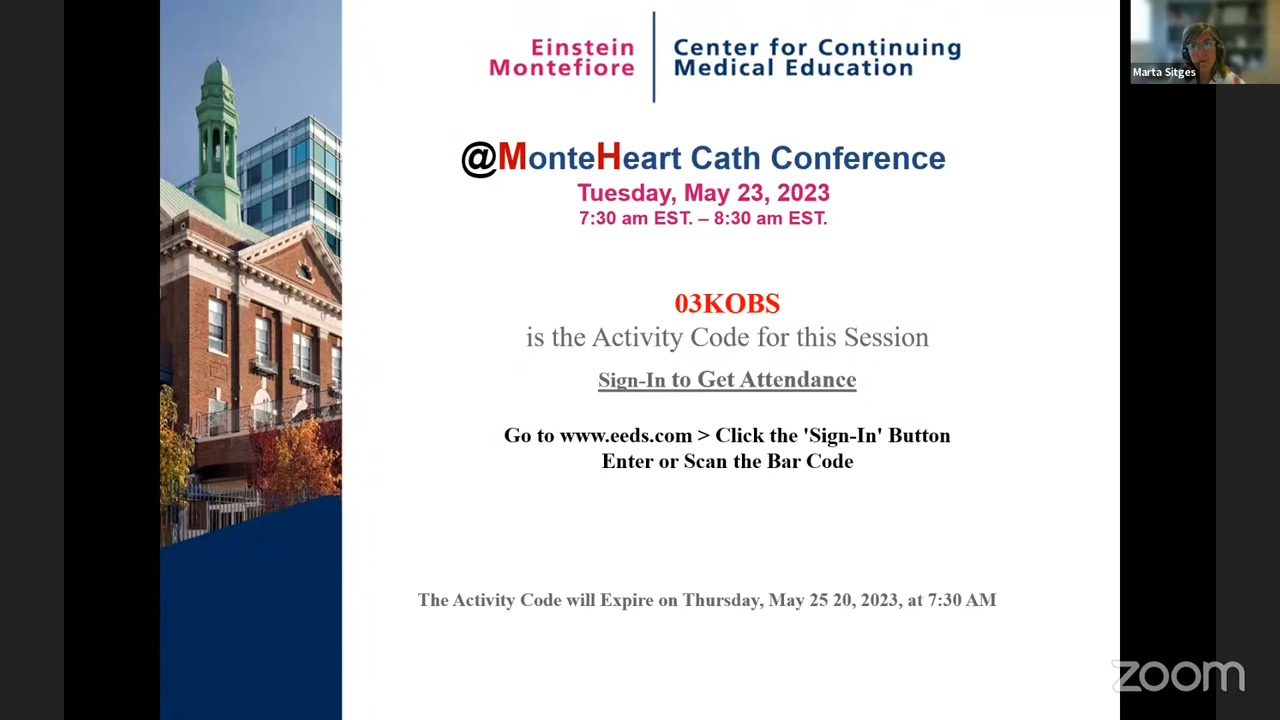 Einstein
Montefiore
Center for Continuing
Medical Education
@MonteHeart Cath Conference
Tuesday, May 23, 2023
7:30 am EST. – 8:30 am EST.
03KOBS
is the Activity Code for this Session
Sign-In to Get Attendance
Go to www.eeds.com > Click the 'Sign-In' Button
Enter or Scan the Bar Code
The Activity Code will Expire on Thursday, May 25 20, 2023, at 7:30 AM
Marta Sitges
zoom